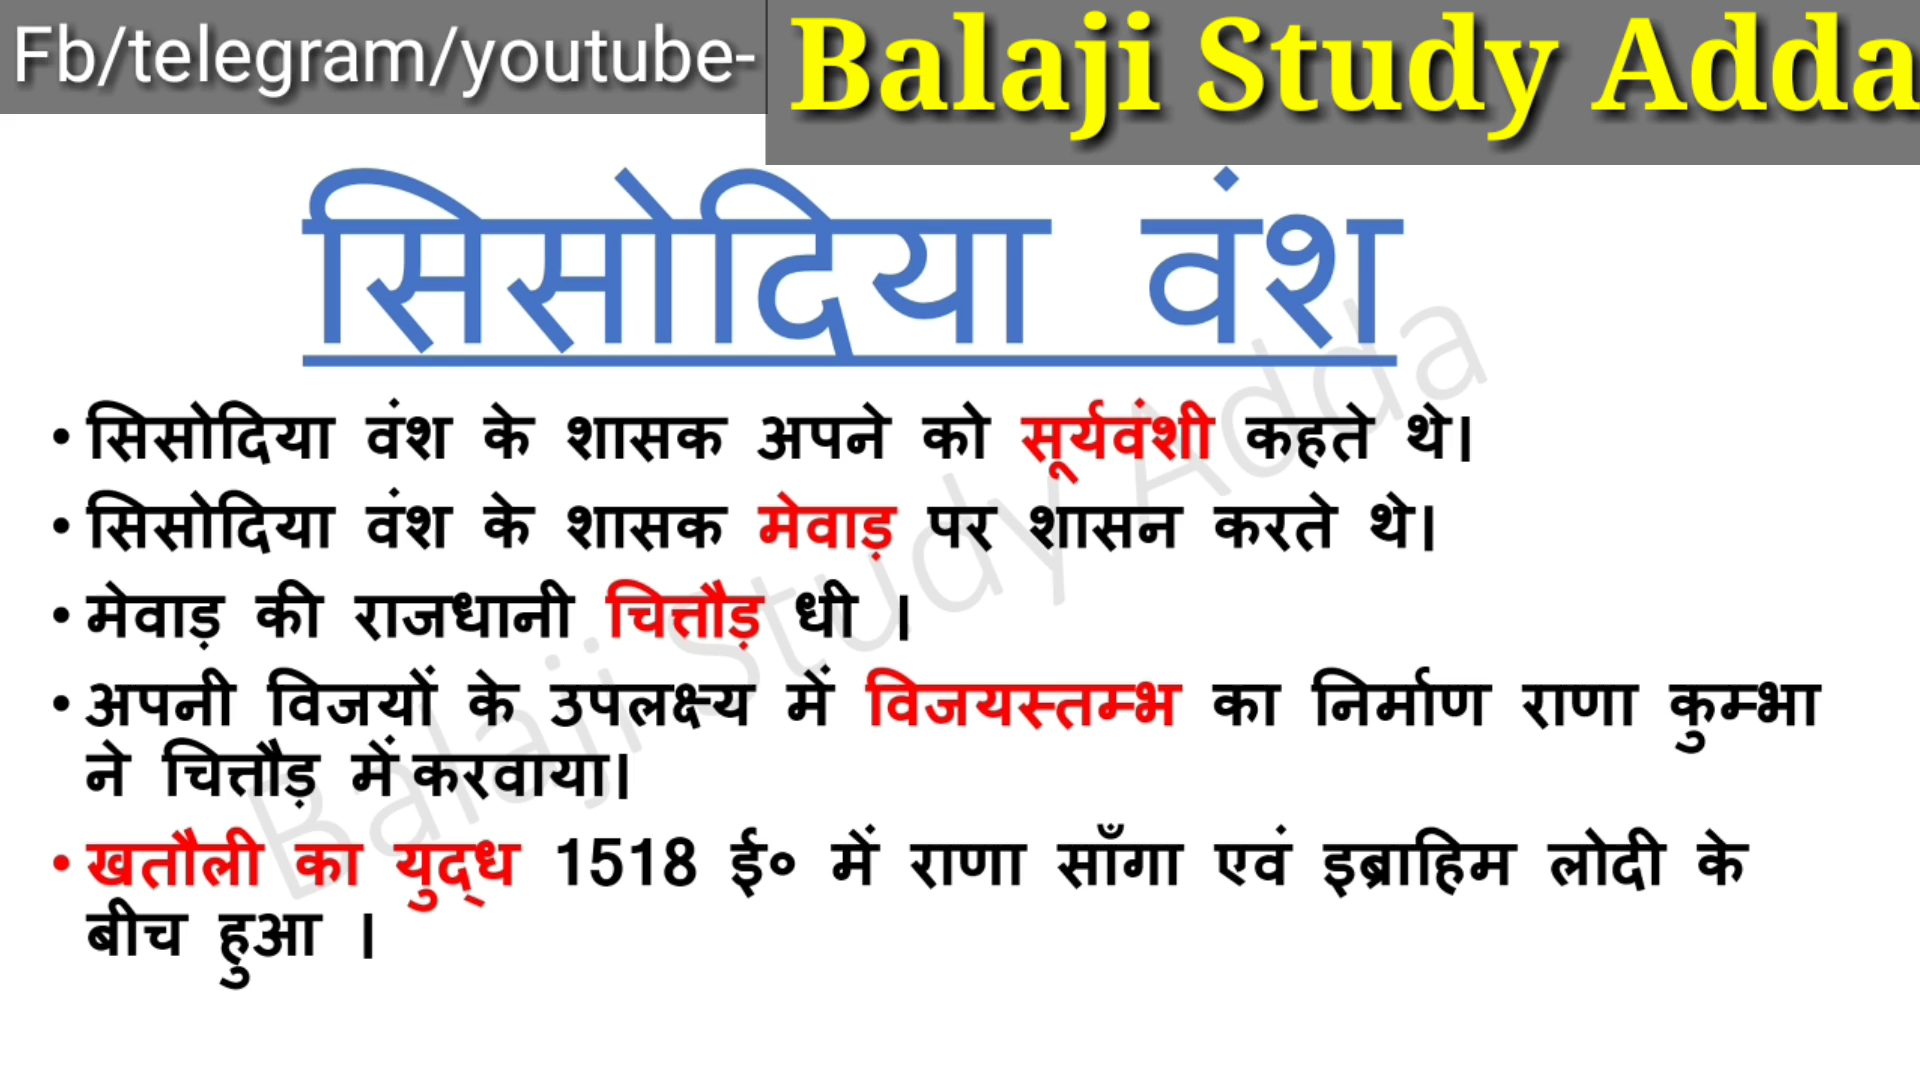 Fb/telegram/youtube- Balaji Study Adda
सिसोदिया वंश
• सिसोदिया वंश के शासक अपने को सूर्यवंशी कहते थे।
• सिसोदिया वंश के शासक मेवाड़ पर शासन करते थे।
• मेवाड़ की राजधानी चित्तौड़ धी ।
• अपनी विजयों के उपलक्ष्य में विजयस्तम्भ का निर्माण राणा कुम्भा
ने चित्तौड़ में करवाया।
• खतौली का युद्ध 1518 ई० में राणा साँगा एवं इब्राहिम लोदी के
बीच हुआ ।
Balaji Study Adda